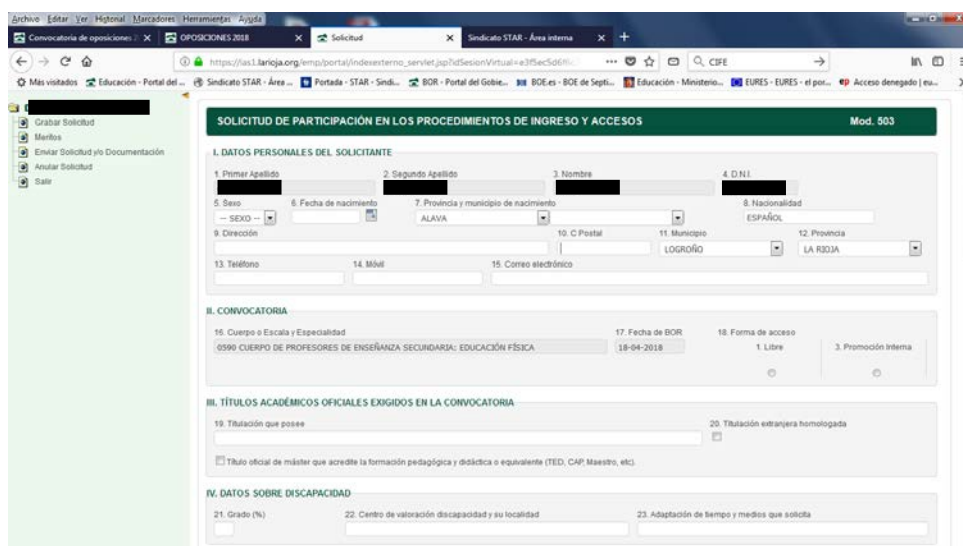 Archivo Editar Ver Historial Marcadores Herramientas Ayuda
Convocatoria de oposiciones 2 X OPOSICIONES 2018 X Solicitud X Sindicato STAR - Área interna X +
https://ias1.larioja.org/emp/portal/indexexterno_servlet.jsp?idSesionVirtual= ... CIFE
Más visitados Educación - Portal del ... Sindicato STAR - Área ... Portada - STAR - Sindi... BOR - Portal del Gobie... BOE.es - BOE de Septi... Educación - Ministerio... EURES - EURES - el por... Acceso denegado | eu...
Grabar Solicitud
Meritos
Enviar Solicitud y/o Documentación
Anular Solicitud
Salir
SOLICITUD DE PARTICIPACIÓN EN LOS PROCEDIMIENTOS DE INGRESO Y ACCESOS Mod. 503
I. DATOS PERSONALES DEL SOLICITANTE
1. Primer Apellido 2. Segundo Apellido 3. Nombre 4. D.N.I.
5. Sexo 6. Fecha de nacimiento 7. Provincia y municipio de nacimiento 8. Nacionalidad
-- SEXO -- ALAVA ESPAÑOL
9. Dirección 10. C Postal 11. Municipio 12. Provincia
LOGROÑO LA RIOJA
13. Teléfono 14. Móvil 15. Correo electrónico
II. CONVOCATORIA
16. Cuerpo o Escala y Especialidad 17. Fecha de BOR 18. Forma de acceso
0590 CUERPO DE PROFESORES DE ENSEÑANZA SECUNDARIA: EDUCACIÓN FÍSICA 18-04-2018 1. Libre 3. Promoción Interna
III. TÍTULOS ACADÉMICOS OFICIALES EXIGIDOS EN LA CONVOCATORIA
19. Titulación que posee 20. Titulación extranjera homologada
Título oficial de máster que acredite la formación pedagógica y didáctica o equivalente (TED, CAP, Maestro, etc).
IV. DATOS SOBRE DISCAPACIDAD
21. Grado (%) 22. Centro de valoración discapacidad y su localidad 23. Adaptación de tiempo y medios que solicita